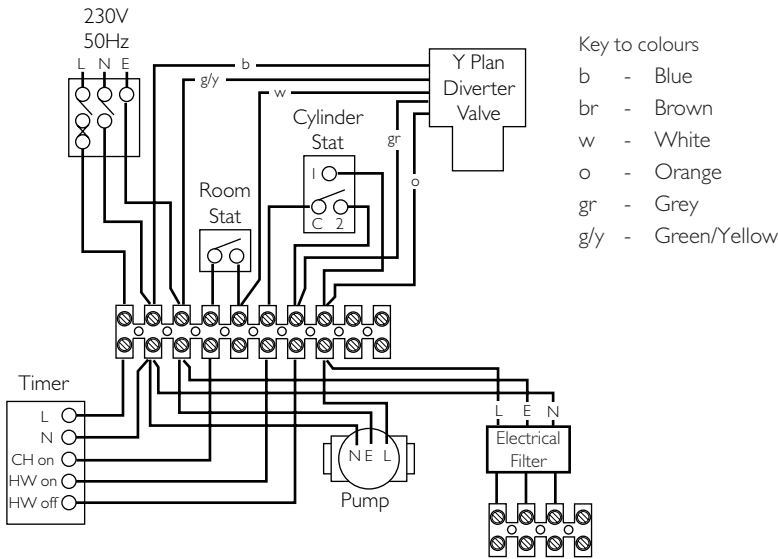 230V
50Hz
L N E
b
g/y
w
gr
o
Y Plan
Diverter
Valve
Cylinder
Stat
1
C 2
Room
Stat
Key to colours
b - Blue
br - Brown
w - White
o - Orange
gr - Grey
g/y - Green/Yellow
Timer
L
N
CH on
HW on
HW off
N E L
Pump
L E N
Electrical
Filter